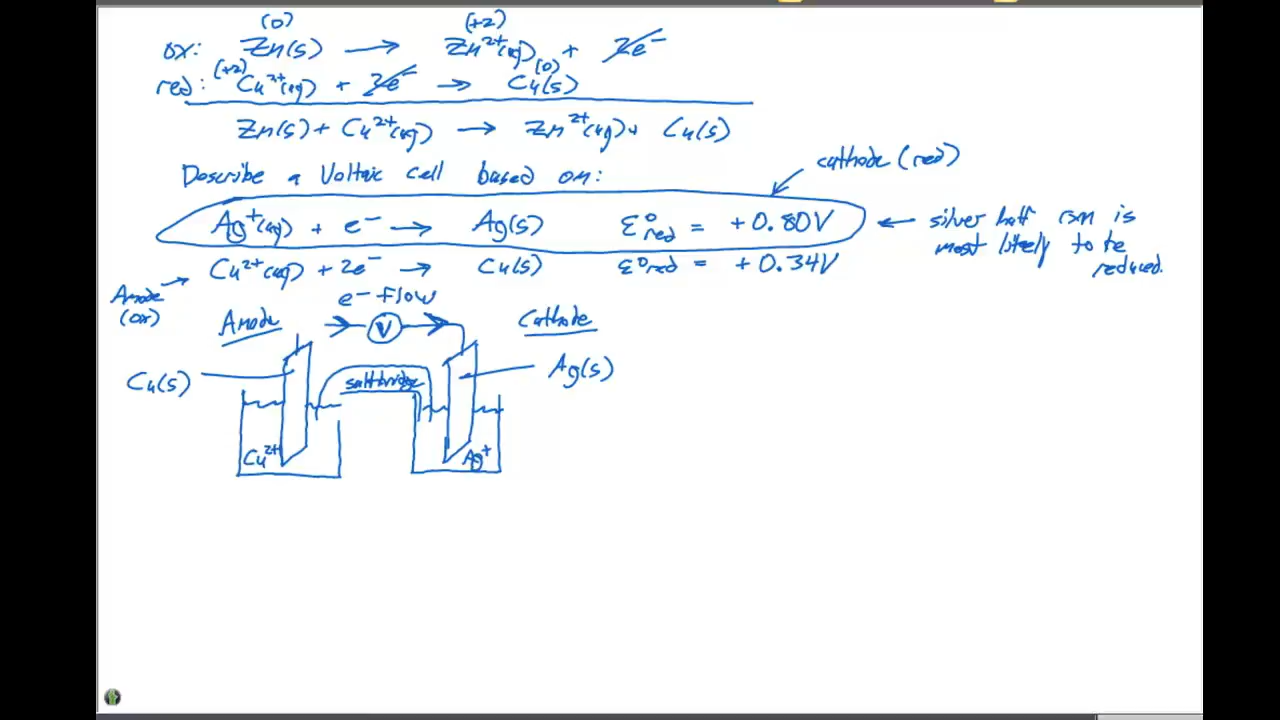 (0) (+2)
ox: Zn(s) → Zn²⁺(aq) + 2e⁻
(+2) (0)
red: Cu²⁺(aq) + 2e⁻ → Cu(s)
Zn(s) + Cu²⁺(aq) → Zn²⁺(aq) + Cu(s)
Describe a Voltaic cell based on:
cathode (red)
Ag⁺(aq) + e⁻ → Ag(s) ε°red = +0.80V ← silver half rxn is
most likely to be
reduced.
Cu²⁺(aq) + 2e⁻ → Cu(s) ε°red = +0.34V
Anode →
(ox)
e⁻ flow
Anode V Cathode
Cu(s) salt bridge Ag(s)
Cu²⁺ Ag⁺